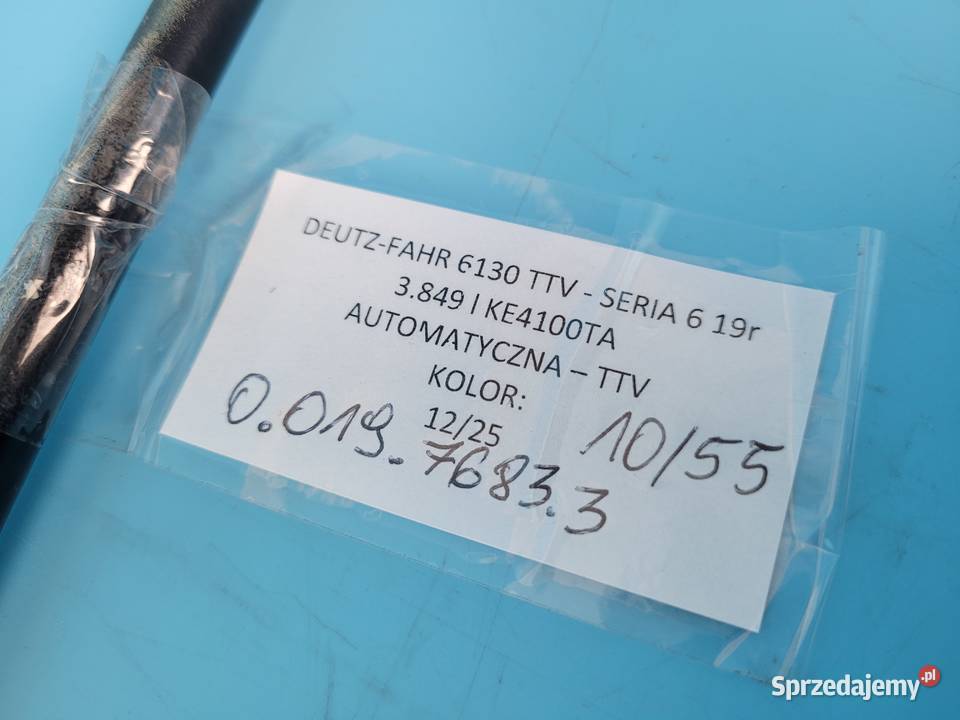 DEUTZ-FAHR 6130 TTV - SERIA 6 19r
3.849 l KE4100TA
AUTOMATYCZNA – TTV
KOLOR:
12/25
10/55
0.019.7683.3
Sprzedajemy.pl